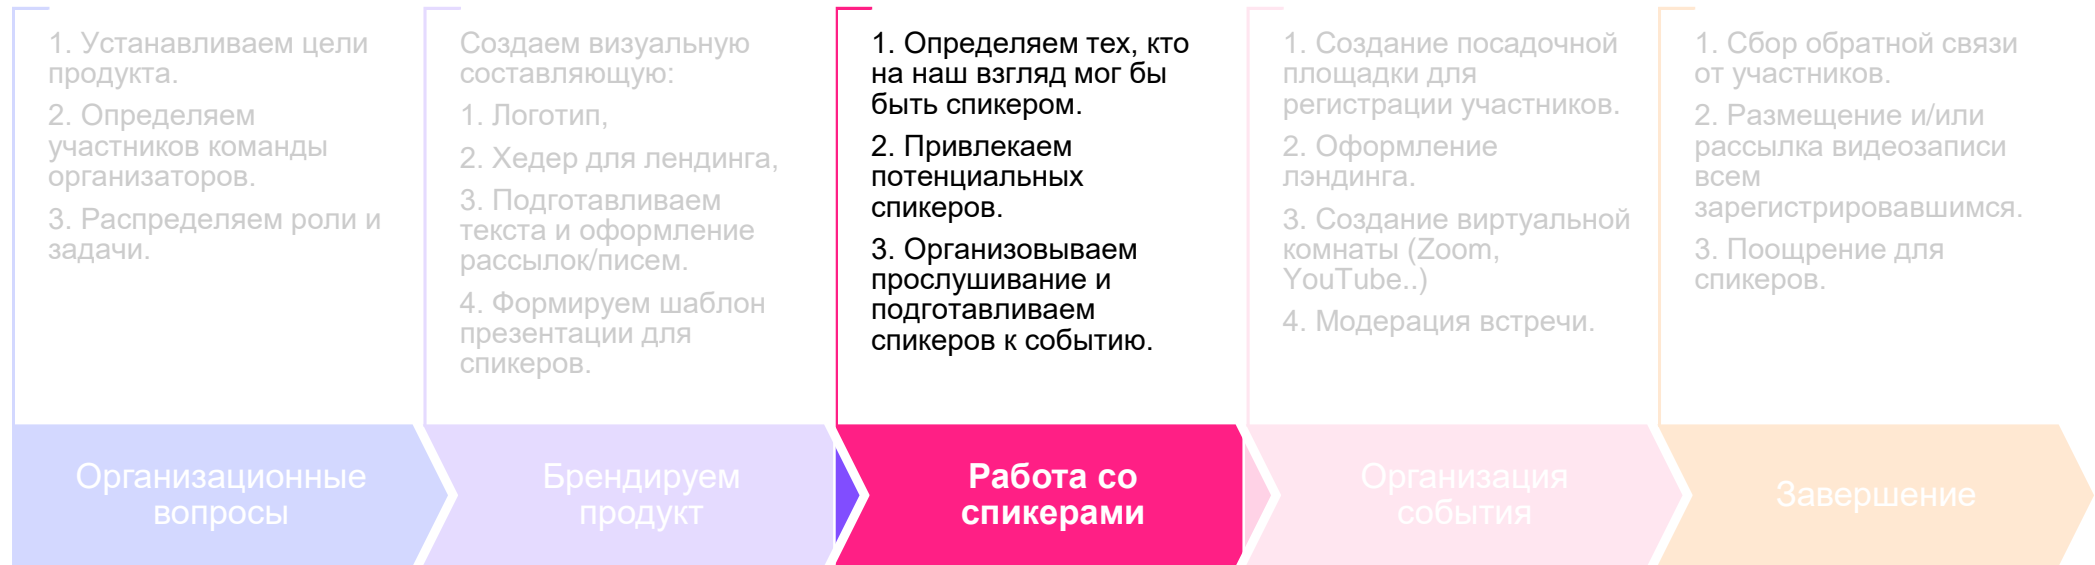 1. Устанавливаем цели
продукта.
2. Определяем
участников команды
организаторов.
3. Распределяем роли и
задачи.
Организационные
вопросы
Создаем визуальную
составляющую:
1. Логотип,
2. Хедер для лендинга,
3. Подготавливаем
текста и оформление
рассылок/писем.
4. Формируем шаблон
презентации для
спикеров.
Брендируем
продукт
1. Определяем тех, кто
на наш взгляд мог бы
быть спикером.
2. Привлекаем
потенциальных
спикеров.
3. Организовываем
прослушивание и
подготавливаем
спикеров к событию.
Работа со
спикерами
1. Создание посадочной
площадки для
регистрации участников.
2. Оформление
лэндинга.
3. Создание виртуальной
комнаты (Zoom,
YouTube..)
4. Модерация встречи.
Организация
события
1. Сбор обратной связи
от участников.
2. Размещение и/или
рассылка видеозаписи
всем
зарегистрировавшимся.
3. Поощрение для
спикеров.
Завершение